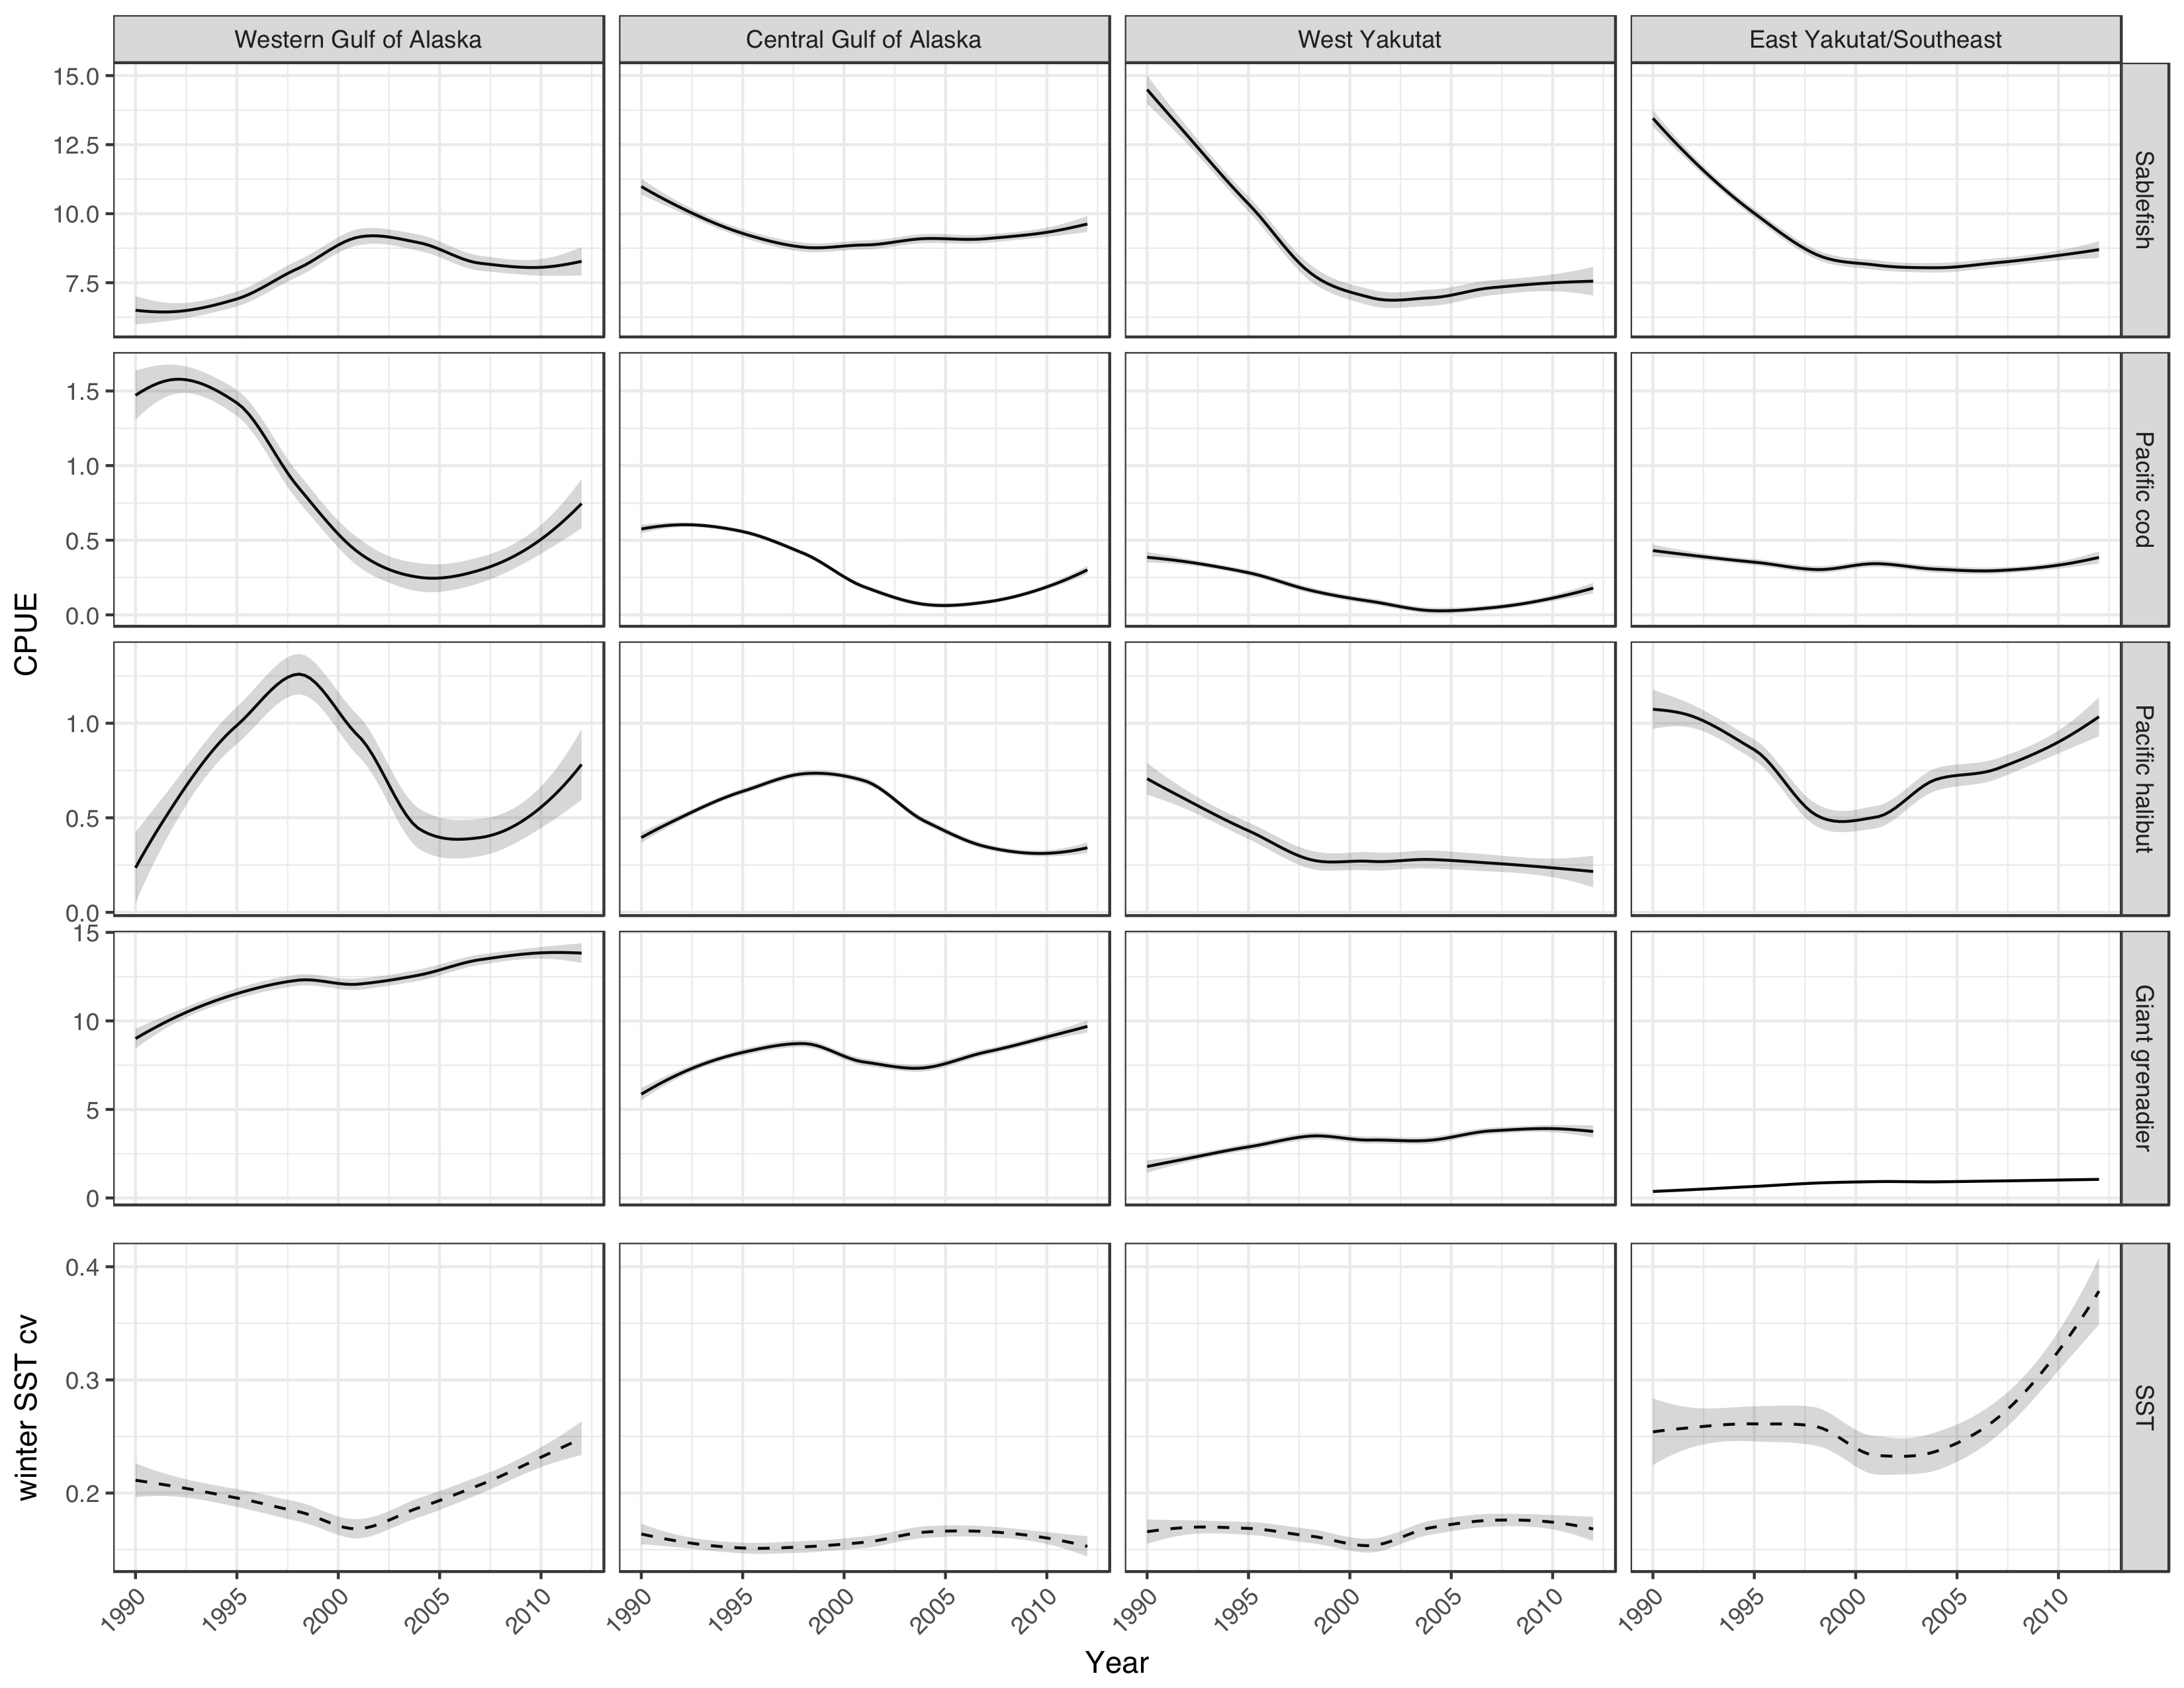 Western Gulf of Alaska
Central Gulf of Alaska
West Yakutat
East Yakutat/Southeast
15.0
12.5
10.0
7.5
Sablefish
CPUE
1.5
1.0
0.5
0.0
Pacific cod
1.0
0.5
0.0
Pacific halibut
15
10
5
0
Giant grenadier
winter SST cv
0.4
0.3
0.2
SST
1990 1995 2000 2005 2010 1990 1995 2000 2005 2010 1990 1995 2000 2005 2010 1990 1995 2000 2005 2010
Year